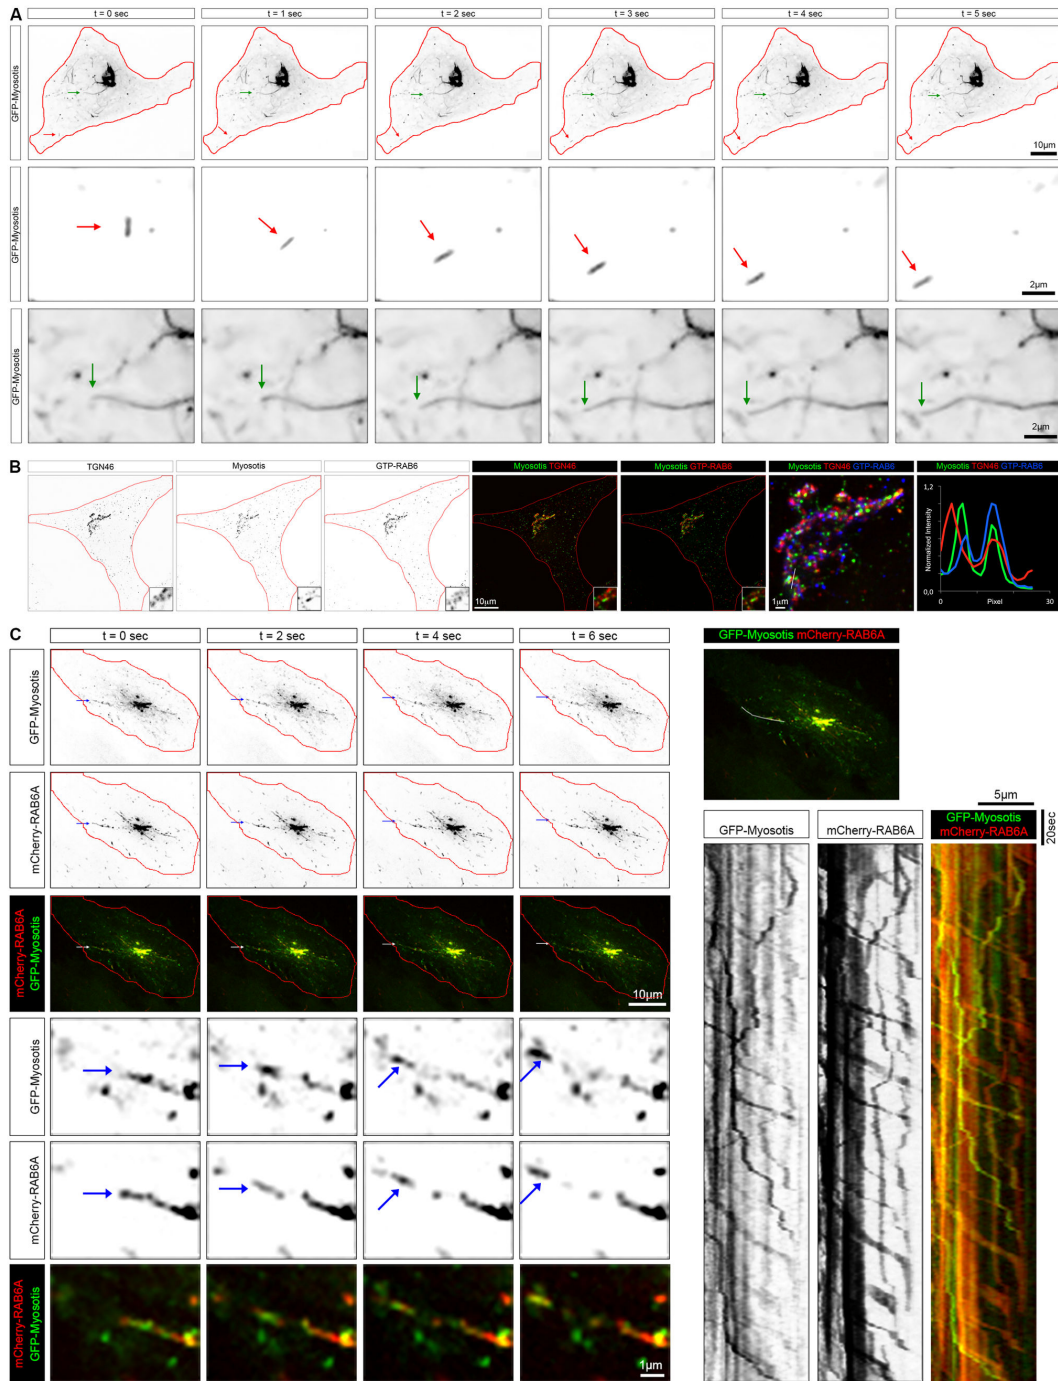 A
t = 0 sec
t = 1 sec
t = 2 sec
t = 3 sec
t = 4 sec
t = 5 sec
GFP-Myosotis
10µm
GFP-Myosotis
2µm
GFP-Myosotis
2µm
B
TGN46
Myosotis
GTP-RAB6
Myosotis TGN46
Myosotis GTP-RAB6
Myosotis TGN46 GTP-RAB6
Myosotis TGN46 GTP-RAB6
10µm
1µm
1,2
Normalized Intensity
0,0
0
Pixel
30
C
t = 0 sec
t = 2 sec
t = 4 sec
t = 6 sec
GFP-Myosotis
mCherry-RAB6A
mCherry-RAB6A
GFP-Myosotis
10µm
GFP-Myosotis
mCherry-RAB6A
mCherry-RAB6A
GFP-Myosotis
1µm
GFP-Myosotis mCherry-RAB6A
5µm
20sec
GFP-Myosotis
mCherry-RAB6A
GFP-Myosotis
mCherry-RAB6A